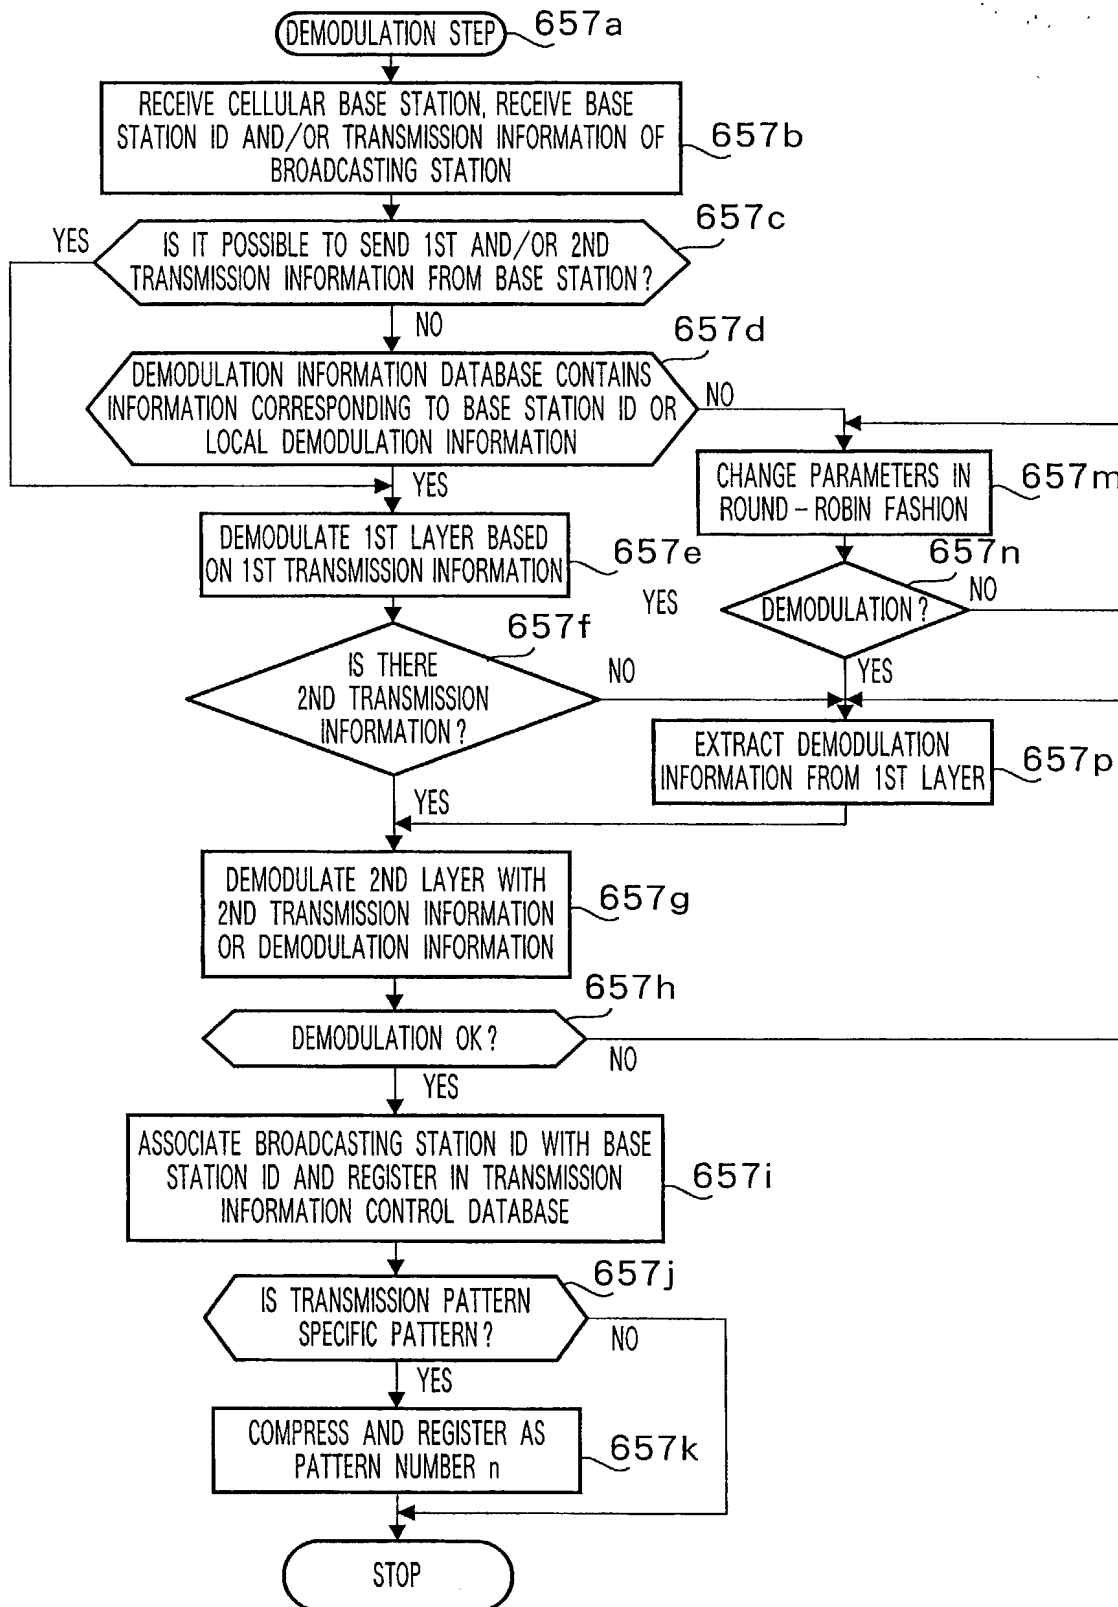 DEMODULATION STEP
657a
RECEIVE CELLULAR BASE STATION, RECEIVE BASE
STATION ID AND/OR TRANSMISSION INFORMATION OF
BROADCASTING STATION
657b
657c
YES
IS IT POSSIBLE TO SEND 1ST AND/OR 2ND
TRANSMISSION INFORMATION FROM BASE STATION?
NO
657d
DEMODULATION INFORMATION DATABASE CONTAINS
INFORMATION CORRESPONDING TO BASE STATION ID OR
LOCAL DEMODULATION INFORMATION
NO
YES
CHANGE PARAMETERS IN
ROUND-ROBIN FASHION
657m
DEMODULATE 1ST LAYER BASED
ON 1ST TRANSMISSION INFORMATION
657e
657n
YES
DEMODULATION?
NO
YES
657f
IS THERE
2ND TRANSMISSION
INFORMATION?
NO
YES
EXTRACT DEMODULATION
INFORMATION FROM 1ST LAYER
657p
DEMODULATE 2ND LAYER WITH
2ND TRANSMISSION INFORMATION
OR DEMODULATION INFORMATION
657g
657h
DEMODULATION OK?
NO
YES
ASSOCIATE BROADCASTING STATION ID WITH BASE
STATION ID AND REGISTER IN TRANSMISSION
INFORMATION CONTROL DATABASE
657i
657j
IS TRANSMISSION PATTERN
SPECIFIC PATTERN?
NO
YES
COMPRESS AND REGISTER AS
PATTERN NUMBER n
657k
STOP